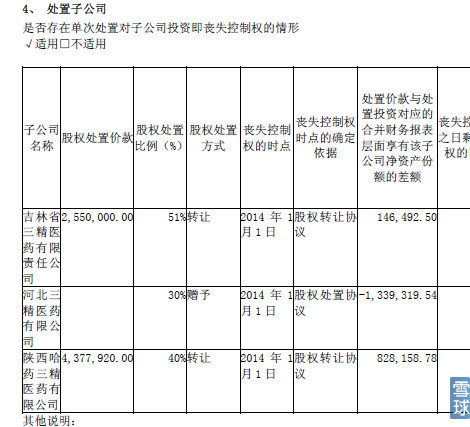 4、 处置子公司
是否存在单次处置对子公司投资即丧失控制权的情形
√适用□不适用
子公司名称 股权处置价款 股权处置比例（%） 股权处置方式 丧失控制权的时点 丧失控制权时点的确定依据 处置价款与处置投资对应的合并财务报表层面享有该子公司净资产份额的差额 丧失控
之日剩
权的
吉林省三精医药有限责任公司 2,550,000.00 51% 转让 2014 年 1月1日 股权转让协议 146,492.50
河北三精医药有限公司 30% 赠予 2014 年 1月1日 股权处置协议 -1,339,319.54
陕西哈药三精医药有限公司 4,377,920.00 40% 转让 2014 年 1月1日 股权转让协议 828,158.78
其他说明：
雪球